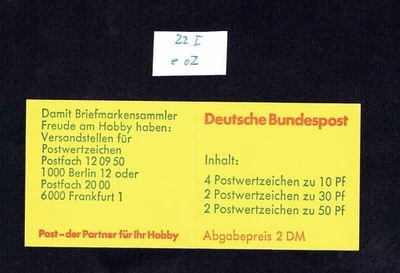 22 I
e oZ
Damit Briefmarkensammler
Freude am Hobby haben:
Versandstellen für
Postwertzeichen
Postfach 12 09 50
1000 Berlin 12 oder
Postfach 20 00
6000 Frankfurt 1
Post–der Partner für Ihr Hobby
Deutsche Bundespost
Inhalt:
4 Postwertzeichen zu 10 Pf
2 Postwertzeichen zu 30 Pf
2 Postwertzeichen zu 50 Pf
Abgabepreis 2 DM